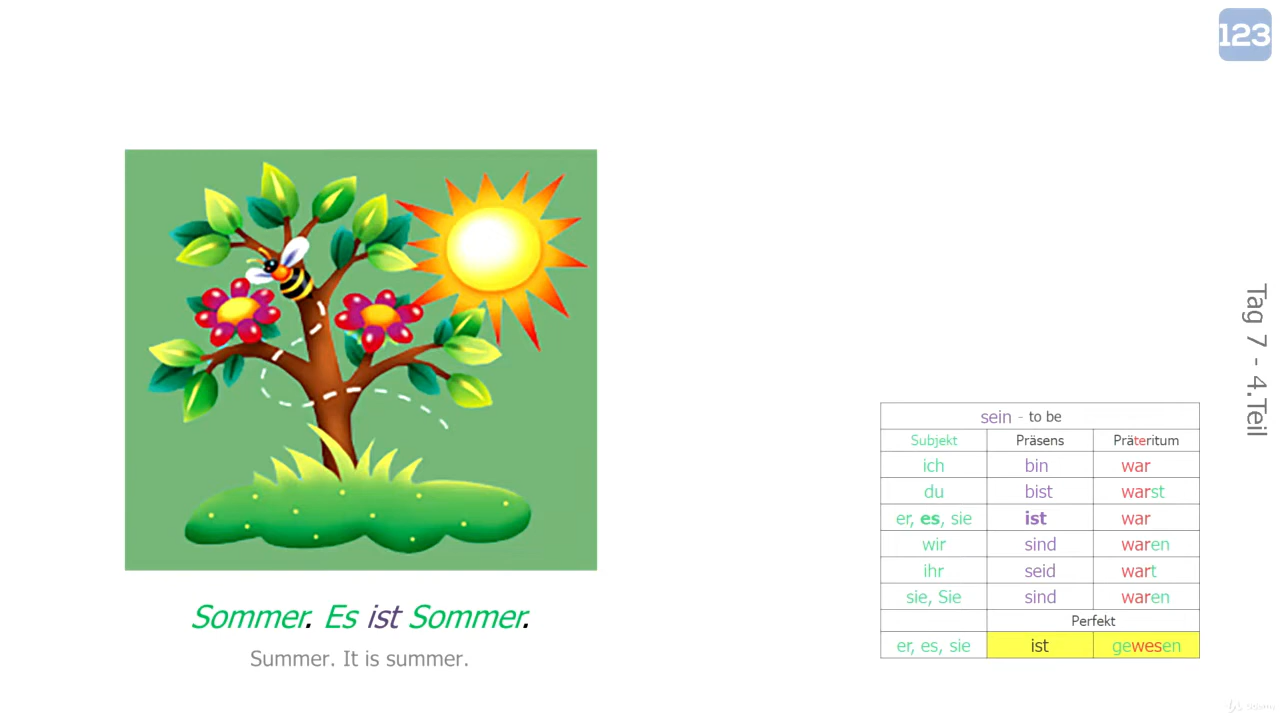 123
Sommer. Es ist Sommer.
Summer. It is summer.
Tag 7 - 4.Teil
sein - to be
Subjekt Präsens Präteritum
ich bin war
du bist warst
er, es, sie ist war
wir sind waren
ihr seid wart
sie, Sie sind waren
Perfekt
er, es, sie ist gewesen